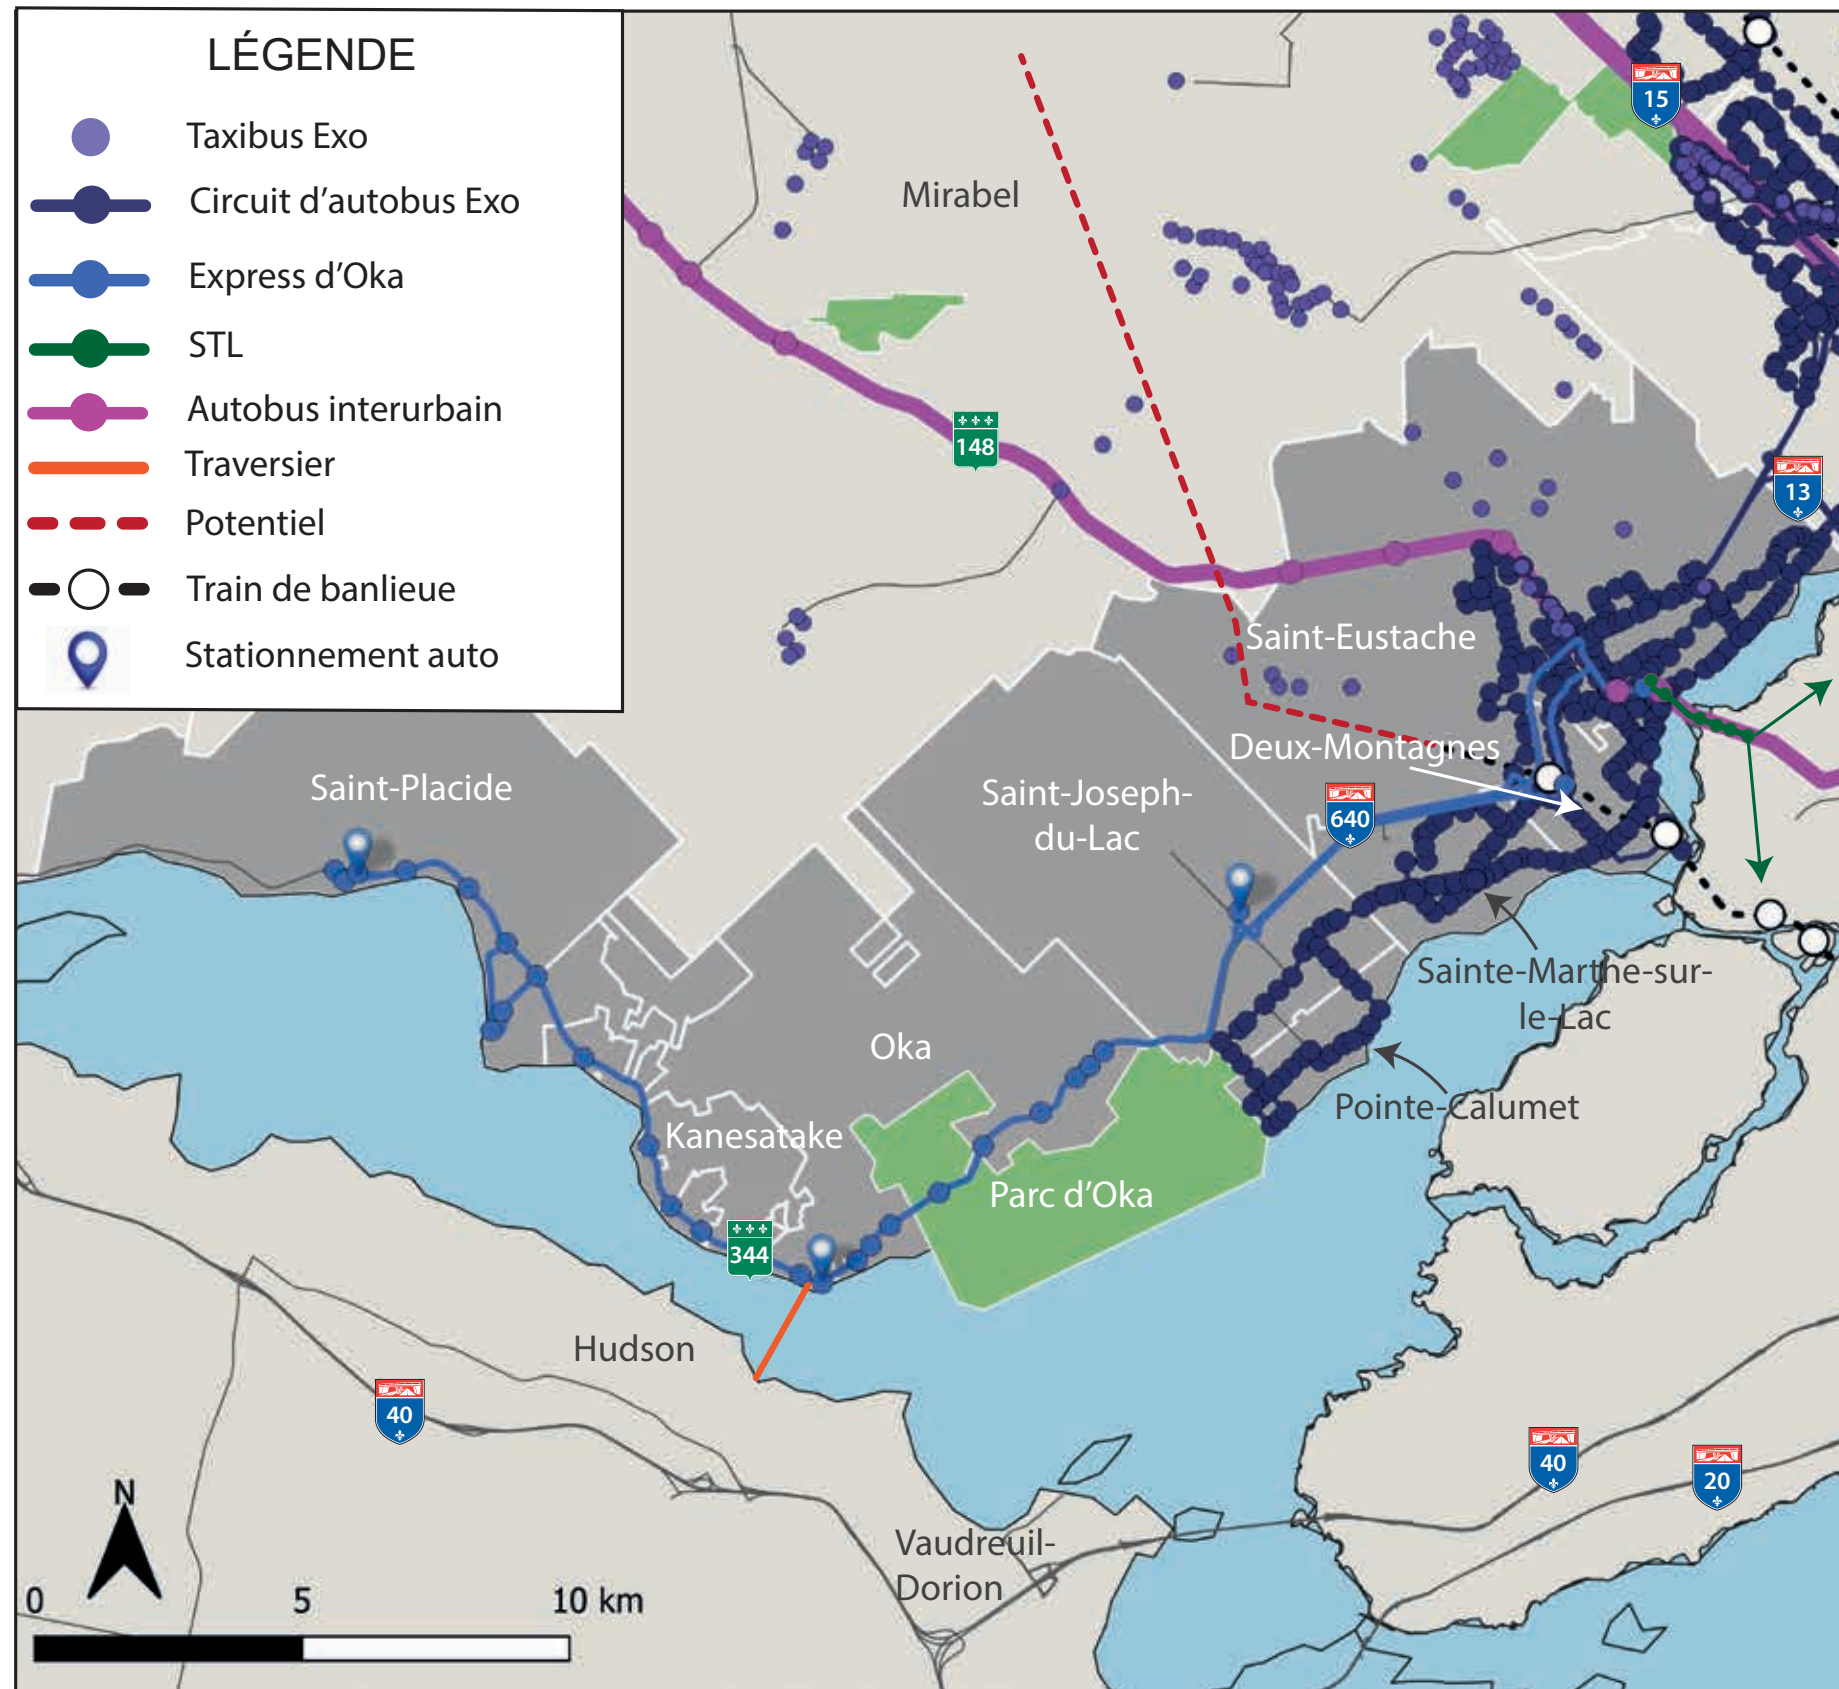 LÉGENDE
Taxibus Exo
Circuit d'autobus Exo
Express d'Oka
STL
Autobus interurbain
Traversier
Potentiel
Train de banlieue
Stationnement auto
15
Mirabel
148
13
Saint-Eustache
Deux-Montagnes
Saint-Placide
Saint-Joseph-
du-Lac
640
Sainte-Marthe-sur-
le-Lac
Oka
Pointe-Calumet
Kanesatake
Parc d'Oka
344
Hudson
40
40
20
N
Vaudreuil-
Dorion
0 5 10 km